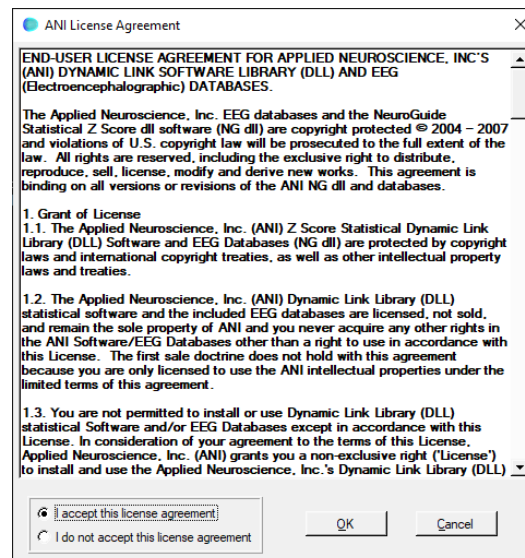 ANI License Agreement
END-USER LICENSE AGREEMENT FOR APPLIED NEUROSCIENCE, INC'S
(ANI) DYNAMIC LINK SOFTWARE LIBRARY (DLL) AND EEG
(Electroencephalographic) DATABASES.
The Applied Neuroscience, Inc. EEG databases and the NeuroGuide
Statistical Z Score dll software (NG dll) are copyright protected © 2004 – 2007
and violations of U.S. copyright law will be prosecuted to the full extent of the
law.  All rights are reserved, including the exclusive right to distribute,
reproduce, sell, license, modify and derive new works.  This agreement is
binding on all versions or revisions of the ANI NG dll and databases.
1. Grant of License
1.1. The Applied Neuroscience, Inc. (ANI) Z Score Statistical Dynamic Link
Library (DLL) Software and EEG Databases (NG dll) are protected by copyright
laws and international copyright treaties, as well as other intellectual property
laws and treaties.
1.2. The Applied Neuroscience, Inc. (ANI) Dynamic Link Library (DLL)
statistical software and the included EEG databases are licensed, not sold,
and remain the sole property of ANI and you never acquire any other rights in
the ANI Software/EEG Databases other than a right to use in accordance with
this License.  The first sale doctrine does not hold with this agreement
because you are only licensed to use the ANI intellectual properties under the
limited terms of this agreement.
1.3. You are not permitted to install or use Dynamic Link Library (DLL)
statistical Software and/or EEG Databases except in accordance with this
License. In consideration of your agreement to the terms of this License,
Applied Neuroscience, Inc. (ANI) grants you a non-exclusive right ('License')
to install and use the Applied Neuroscience, Inc.'s Dynamic Link Library (DLL)
I accept this license agreement
I do not accept this license agreement
OK
Cancel